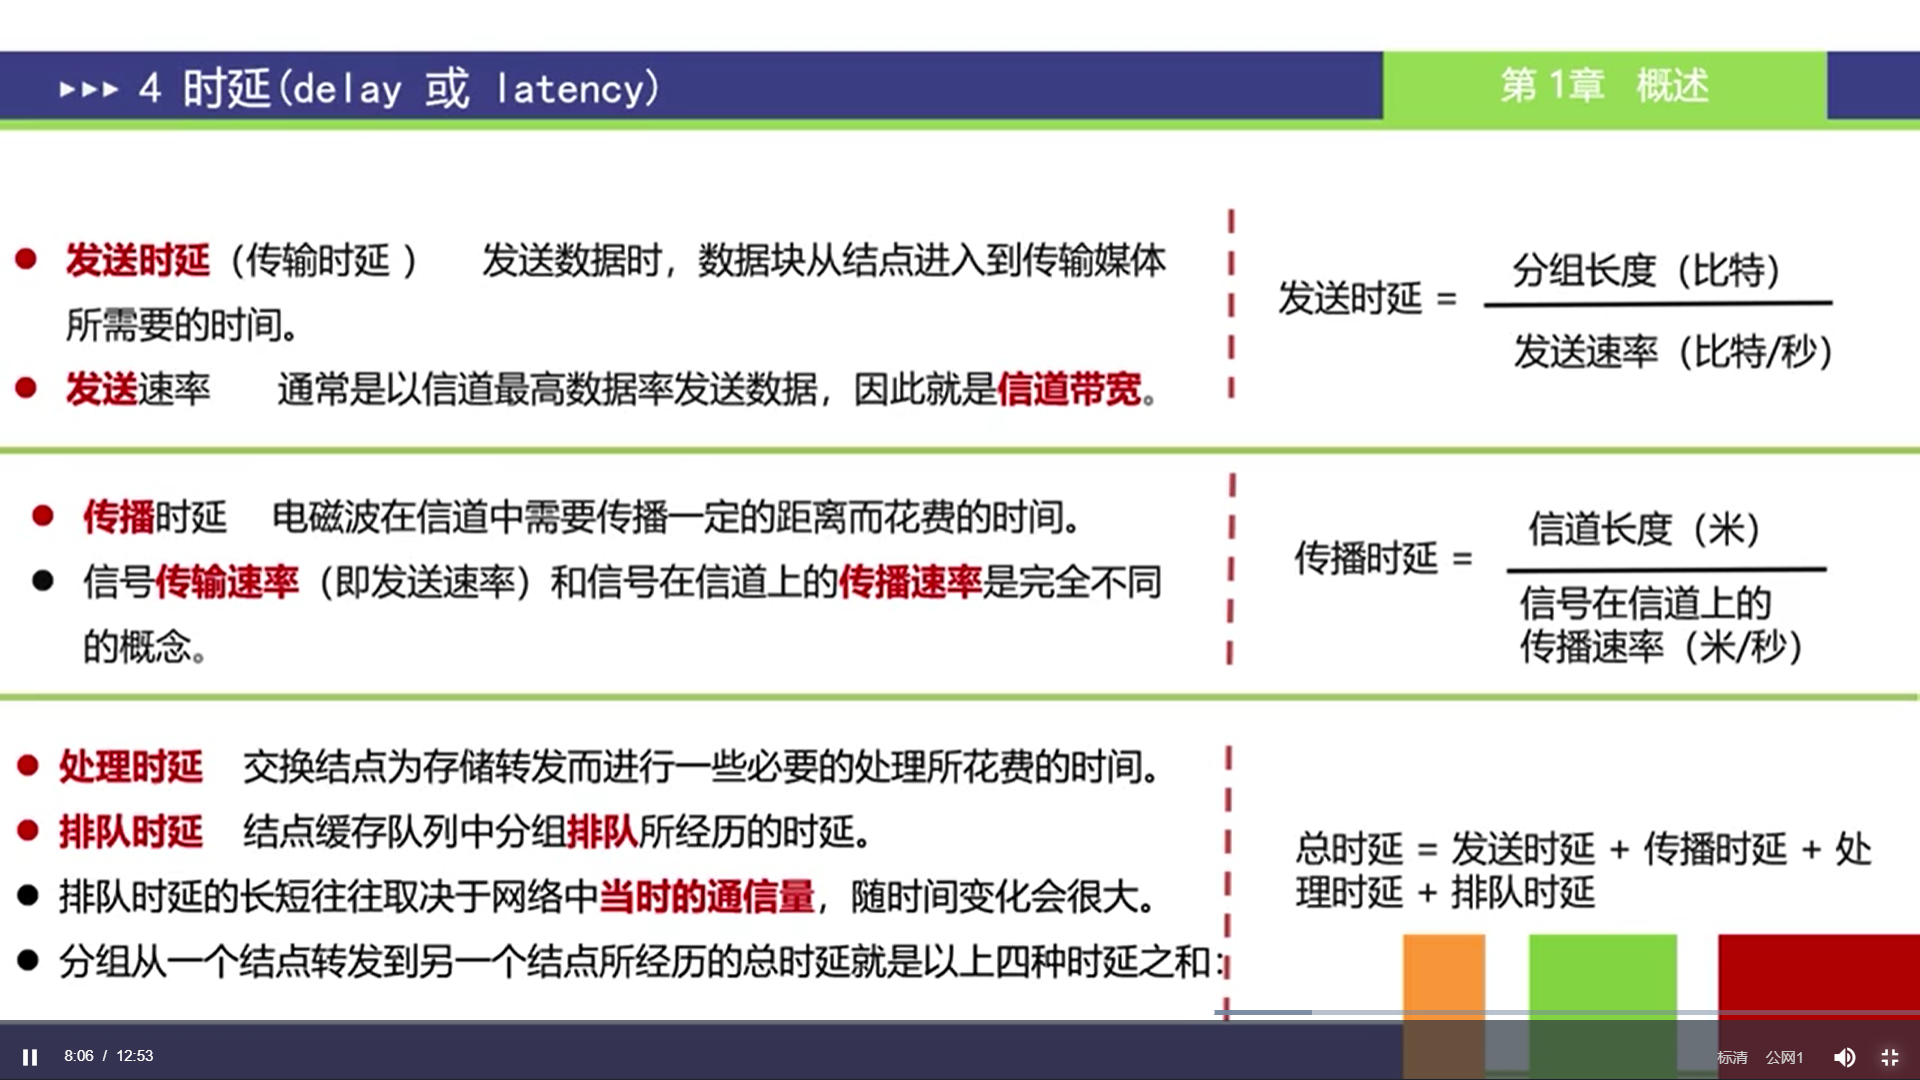 4 时延(delay 或 latency)
第 1章 概述
发送时延（传输时延 ） 发送数据时，数据块从结点进入到传输媒体
所需要的时间。
发送速率 通常是以信道最高数据率发送数据，因此就是信道带宽。
发送时延 =
分组长度（比特）
发送速率（比特/秒）
传播时延 电磁波在信道中需要传播一定的距离而花费的时间。
信号传输速率（即发送速率）和信号在信道上的传播速率是完全不同
的概念。
传播时延 =
信道长度（米）
信号在信道上的
传播速率（米/秒）
处理时延 交换结点为存储转发而进行一些必要的处理所花费的时间。
排队时延 结点缓存队列中分组排队所经历的时延。
排队时延的长短往往取决于网络中当时的通信量，随时间变化会很大。
分组从一个结点转发到另一个结点所经历的总时延就是以上四种时延之和：
总时延 = 发送时延 + 传播时延 + 处
理时延 + 排队时延
8:06 / 12:53
标清 公网1